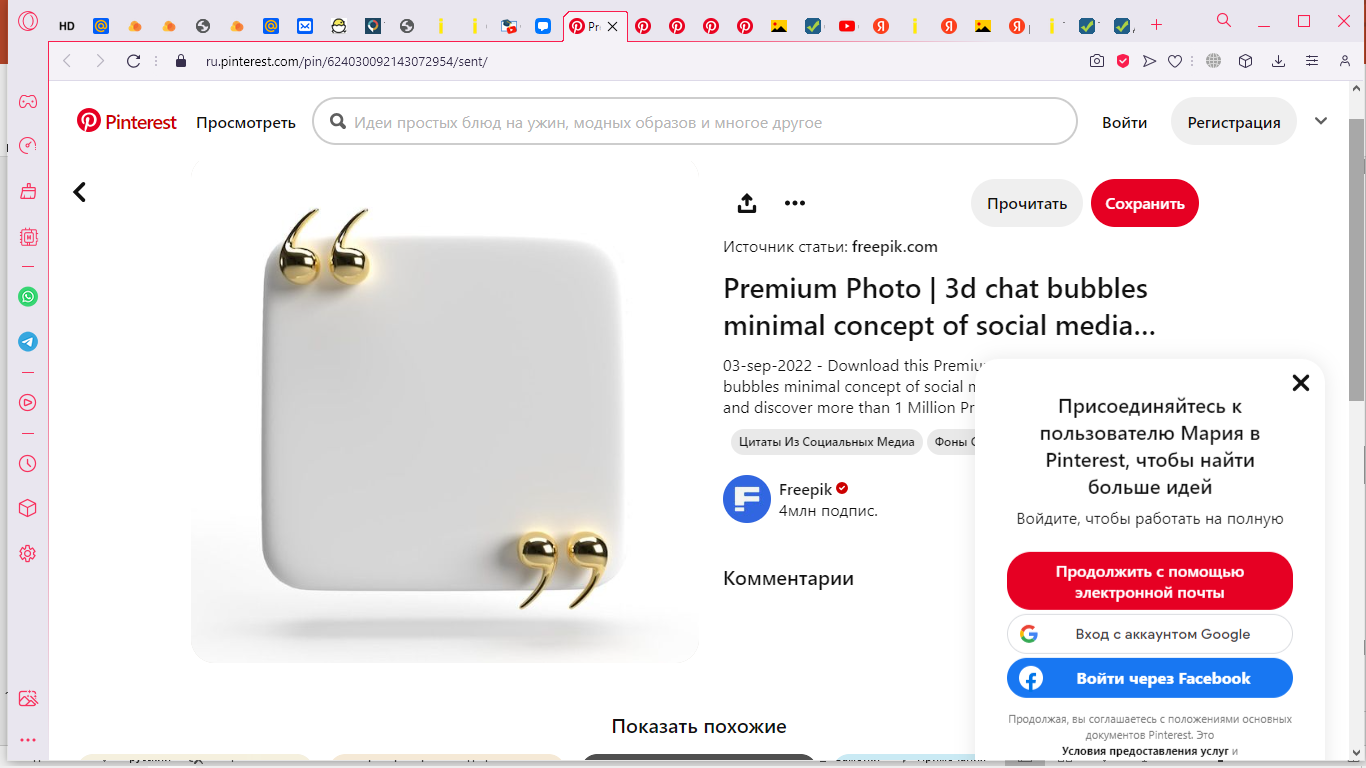 HD
Pr
ru.pinterest.com/pin/624030092143072954/sent/
Pinterest
Просмотреть
Идеи простых блюд на ужин, модных образов и многое другое
Войти
Регистрация
Прочитать
Сохранить
Источник статьи: freepik.com
Premium Photo | 3d chat bubbles
minimal concept of social media...
03-sep-2022 - Download this Premiu
bubbles minimal concept of social m
and discover more than 1 Million Pr
Цитаты Из Социальных Медиа
Фоны С
Freepik
4млн подпис.
Комментарии
Показать похожие
Присоединяйтесь к
пользователю Мария в
Pinterest, чтобы найти
больше идей
Войдите, чтобы работать на полную
Продолжить с помощью
электронной почты
Вход с аккаунтом Google
Войти через Facebook
Продолжая, вы соглашаетесь с положениями основных
документов Pinterest. Это
Условия предоставления услуг и